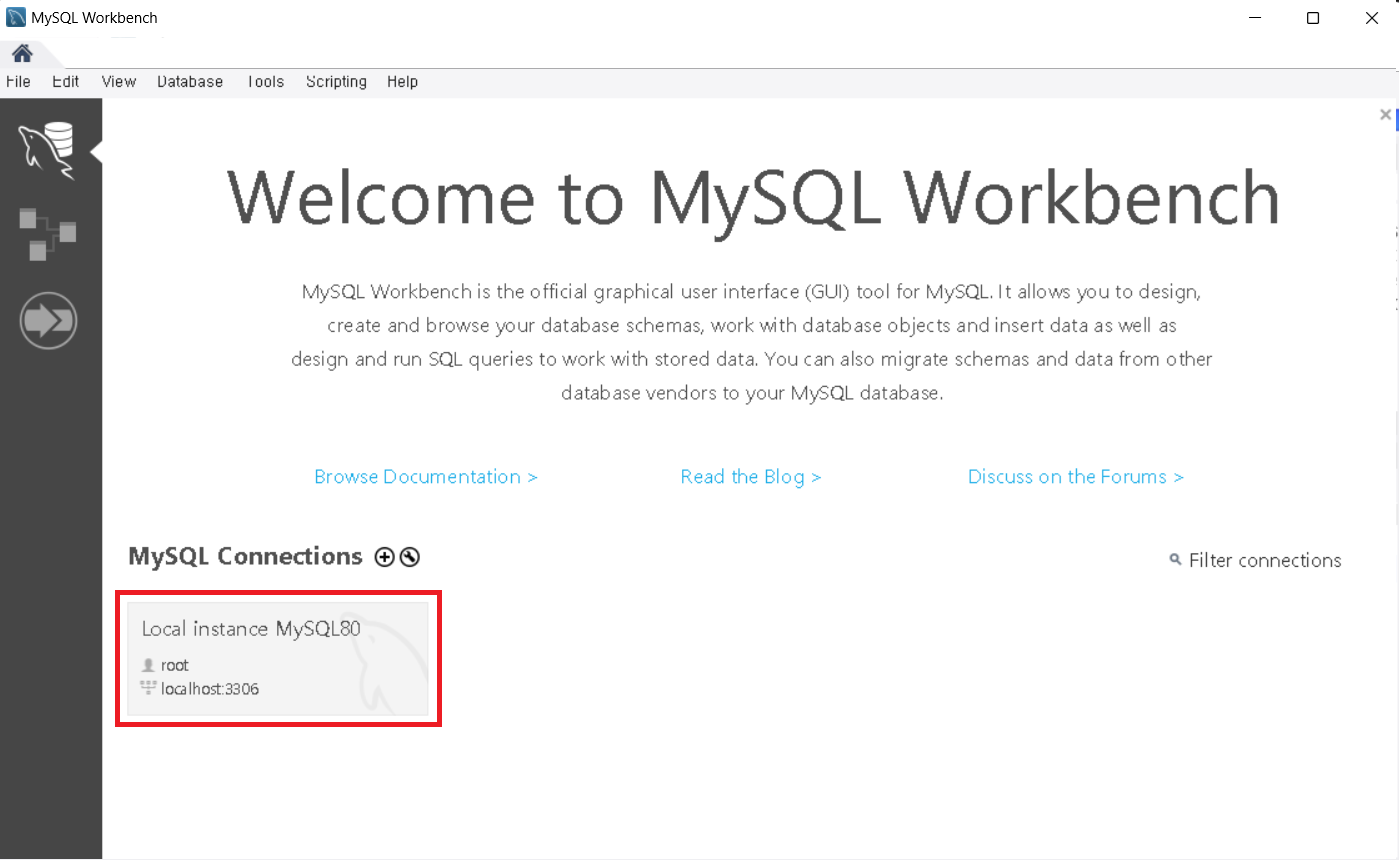 MySQL Workbench
File Edit View Database Tools Scripting Help
Welcome to MySQL Workbench
MySQL Workbench is the official graphical user interface (GUI) tool for MySQL. It allows you to design,
create and browse your database schemas, work with database objects and insert data as well as
design and run SQL queries to work with stored data. You can also migrate schemas and data from other
database vendors to your MySQL database.
Browse Documentation > Read the Blog > Discuss on the Forums >
MySQL Connections Filter connections
Local instance MySQL80
root
localhost:3306